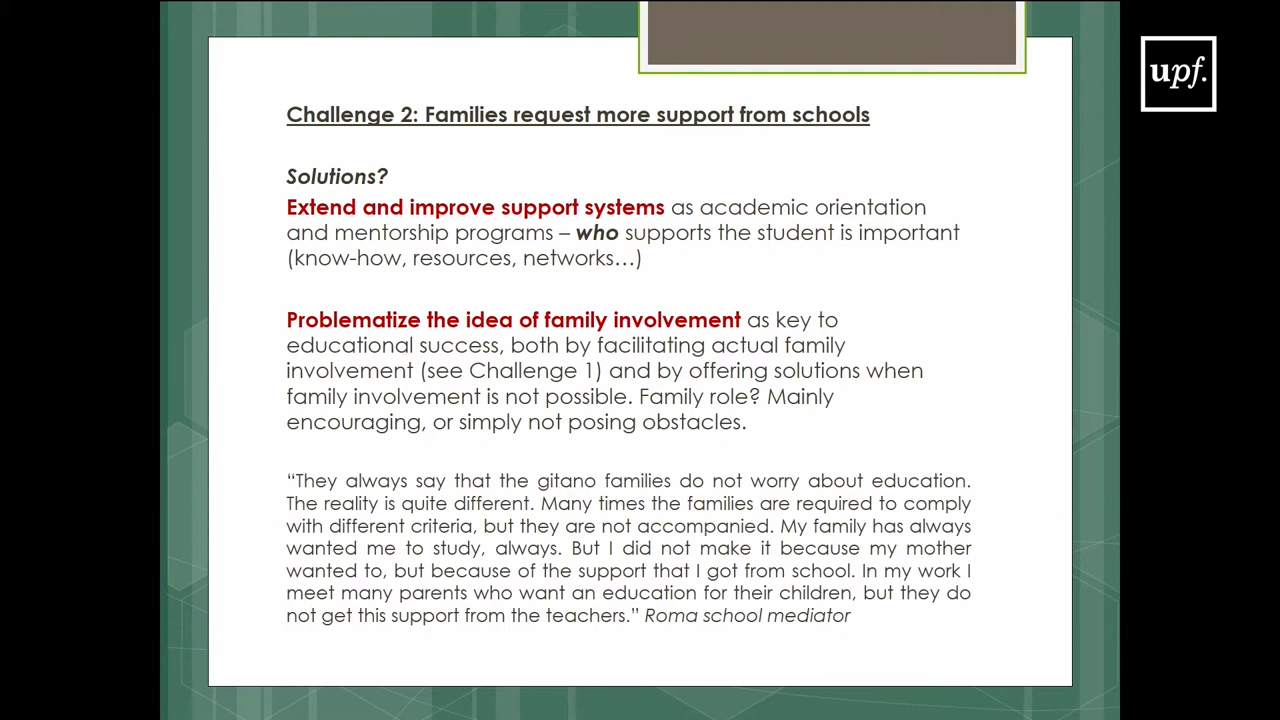 upf.
Challenge 2: Families request more support from schools
Solutions?
Extend and improve support systems as academic orientation
and mentorship programs – who supports the student is important
(know-how, resources, networks…)
Problematize the idea of family involvement as key to
educational success, both by facilitating actual family
involvement (see Challenge 1) and by offering solutions when
family involvement is not possible. Family role? Mainly
encouraging, or simply not posing obstacles.
“They always say that the gitano families do not worry about education.
The reality is quite different. Many times the families are required to comply
with different criteria, but they are not accompanied. My family has always
wanted me to study, always. But I did not make it because my mother
wanted to, but because of the support that I got from school. In my work I
meet many parents who want an education for their children, but they do
not get this support from the teachers.” Roma school mediator